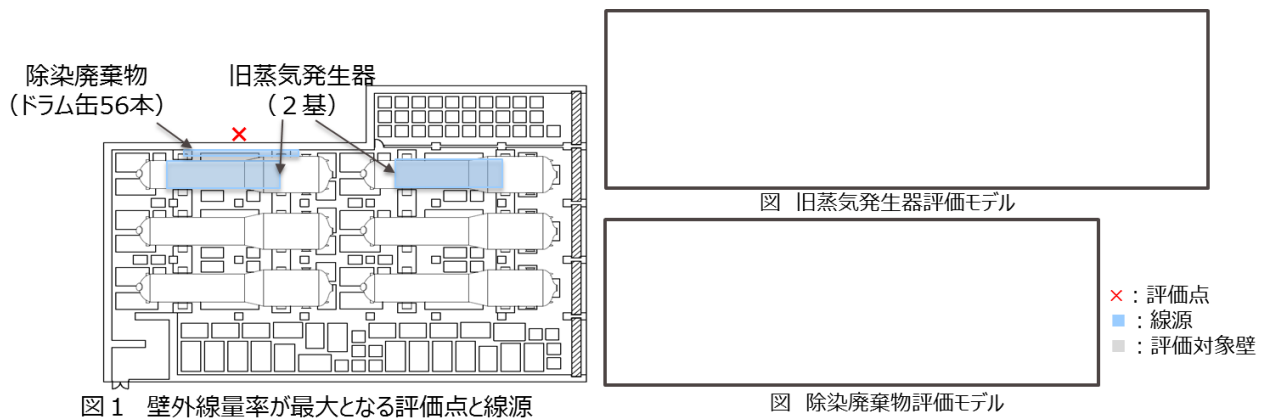 除染廃棄物
（ドラム缶56本）
旧蒸気発生器
（２基）
×
図１　壁外線量率が最大となる評価点と線源
図　旧蒸気発生器評価モデル
図　除染廃棄物評価モデル
×：評価点
■：線源
■：評価対象壁